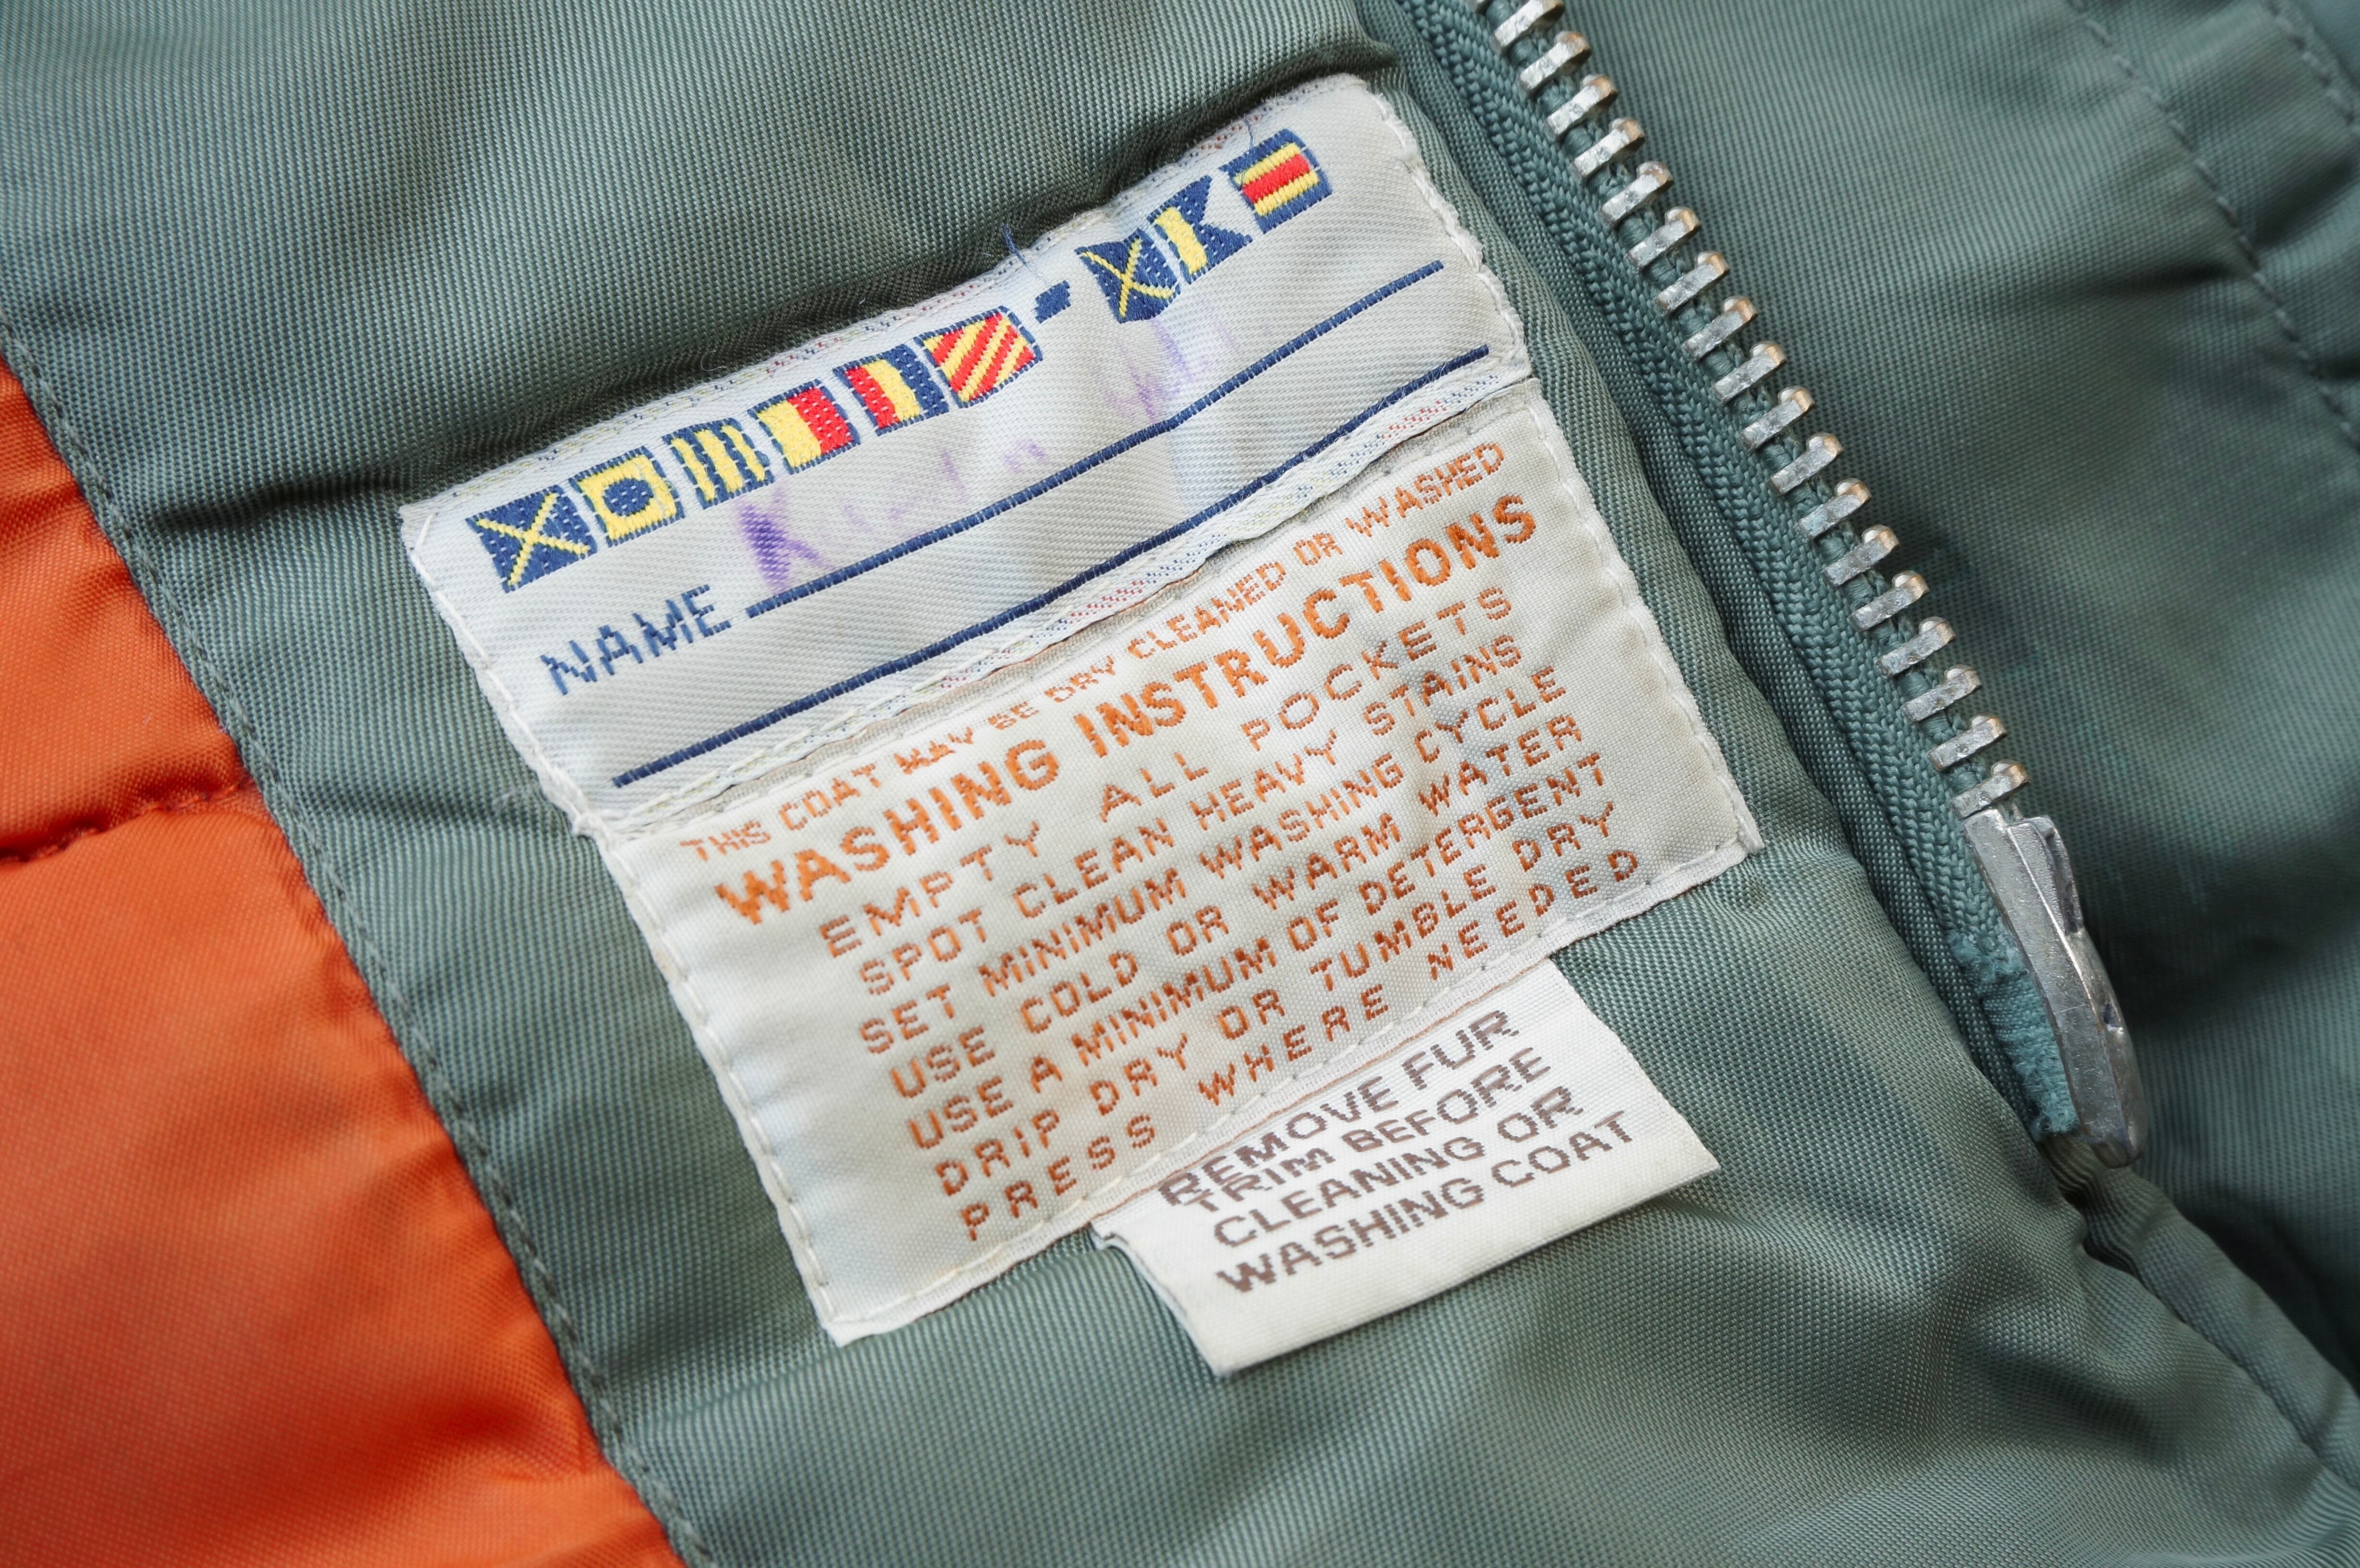 NAME
THIS COAT MAY BE DRY CLEANED OR WASHED
WASHING INSTRUCTIONS
EMPTY ALL POCKETS
SPOT CLEAN HEAVY STAINS
SET MINIMUM WASHING CYCLE
USE COLD OR WARM WATER
USE A MINIMUM OF DETERGENT
DRIP DRY OR TUMBLE DRY
PRESS WHERE NEEDED
REMOVE FUR
TRIM BEFORE
CLEANING OR
WASHING COAT